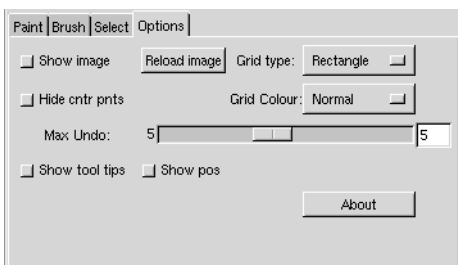 Paint Brush Select Options
Show image Reload image Grid type: Rectangle
Hide cntr pnts Grid Colour: Normal
Max Undo: 5 5
Show tool tips Show pos
About